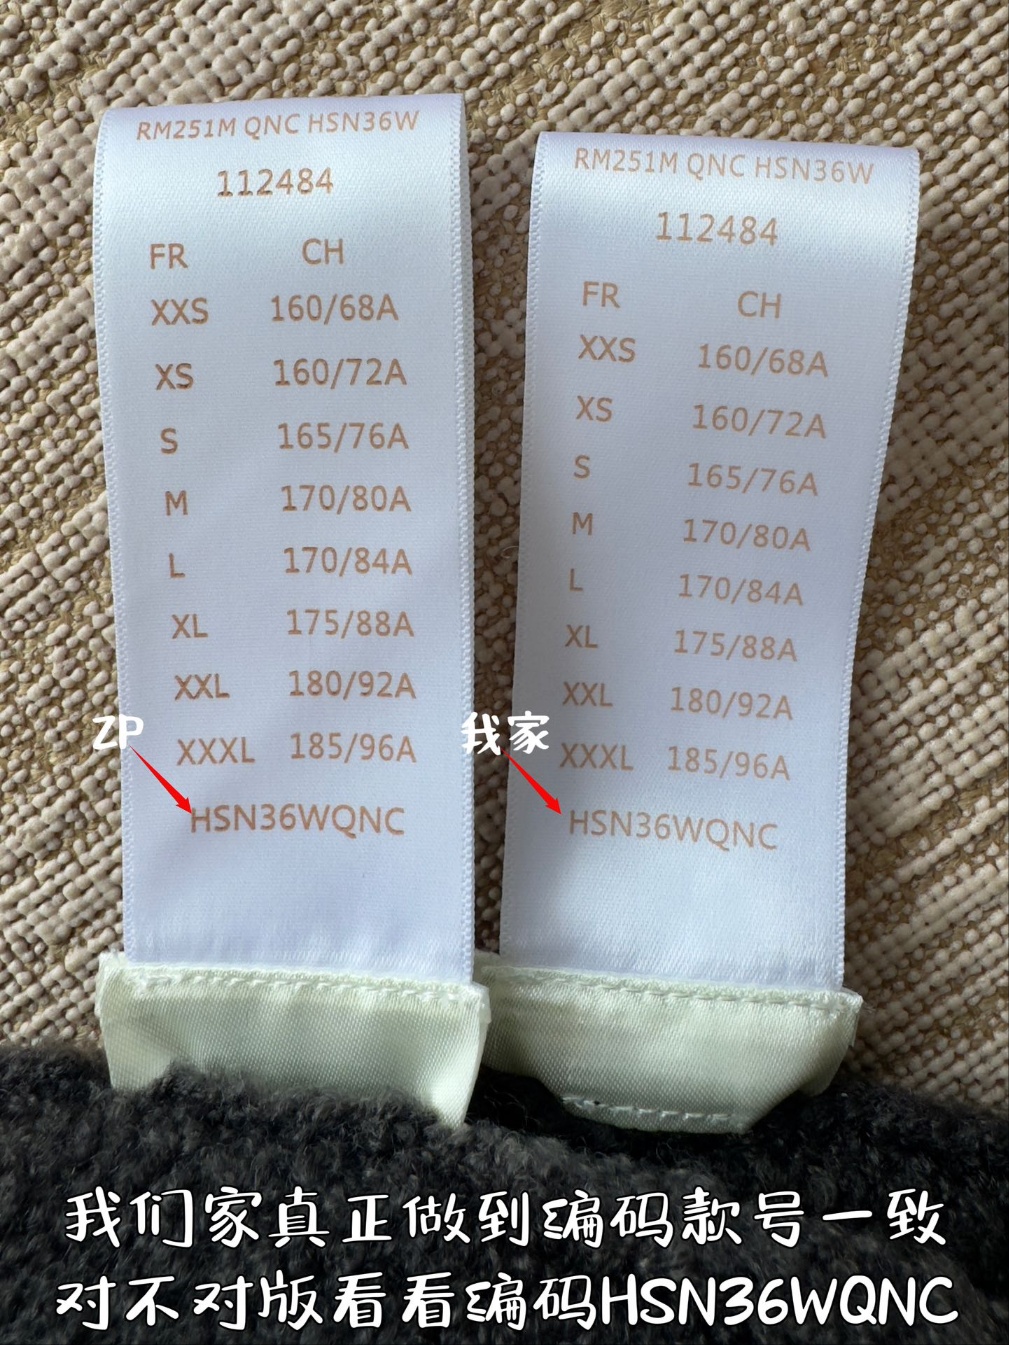 RM251M QNC HSN36W
112484
FR CH
XXS 160/68A
XS 160/72A
S 165/76A
M 170/80A
L 170/84A
XL 175/88A
XXL 180/92A
XXXL 185/96A
HSN36WQNC
ZP
RM251M QNC HSN36W
112484
FR CH
XXS 160/68A
XS 160/72A
S 165/76A
M 170/80A
L 170/84A
XL 175/88A
XXL 180/92A
XXXL 185/96A
HSN36WQNC
我家
我们家真正做到编码款号一致
对不对版看看编码HSN36WQNC